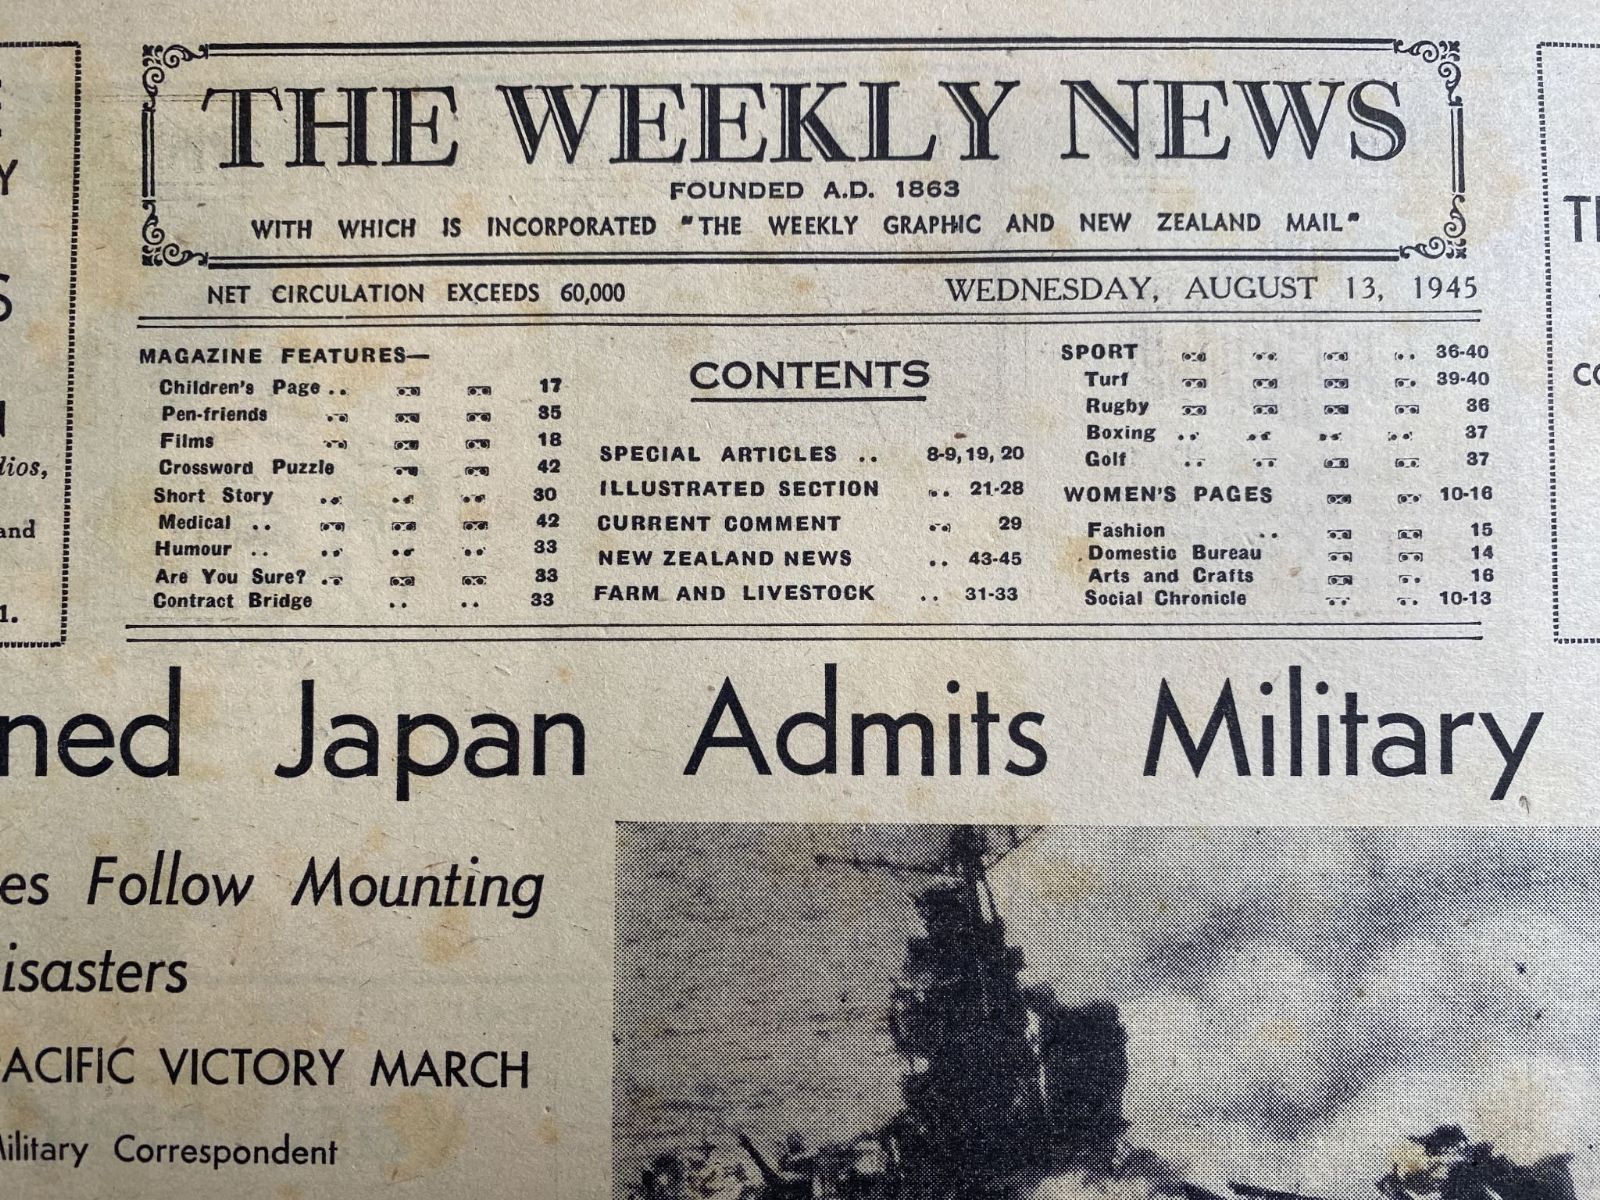 THE WEEKLY NEWS
FOUNDED A.D. 1863
WITH WHICH IS INCORPORATED "THE WEEKLY GRAPHIC AND NEW ZEALAND MAIL"
NET CIRCULATION EXCEEDS 60,000
WEDNESDAY, AUGUST 13, 1945
MAGAZINE FEATURES—
Children's Page .. 17
Pen-friends 35
Films 18
Crossword Puzzle 42
Short Story 30
Medical .. 42
Humour .. 33
Are You Sure? .. 33
Contract Bridge .. .. 33
CONTENTS
SPECIAL ARTICLES .. 8-9, 19, 20
ILLUSTRATED SECTION .. 21-28
CURRENT COMMENT .. 29
NEW ZEALAND NEWS .. 43-45
FARM AND LIVESTOCK .. 31-33
SPORT 36-40
Turf 39-40
Rugby 36
Boxing 37
Golf 37
WOMEN'S PAGES 10-16
Fashion 15
Domestic Bureau 14
Arts and Crafts 16
Social Chronicle 10-13
ned Japan Admits Military
es Follow Mounting
isasters
ACIFIC VICTORY MARCH
Military Correspondent
Y
S
dios,
and
1.